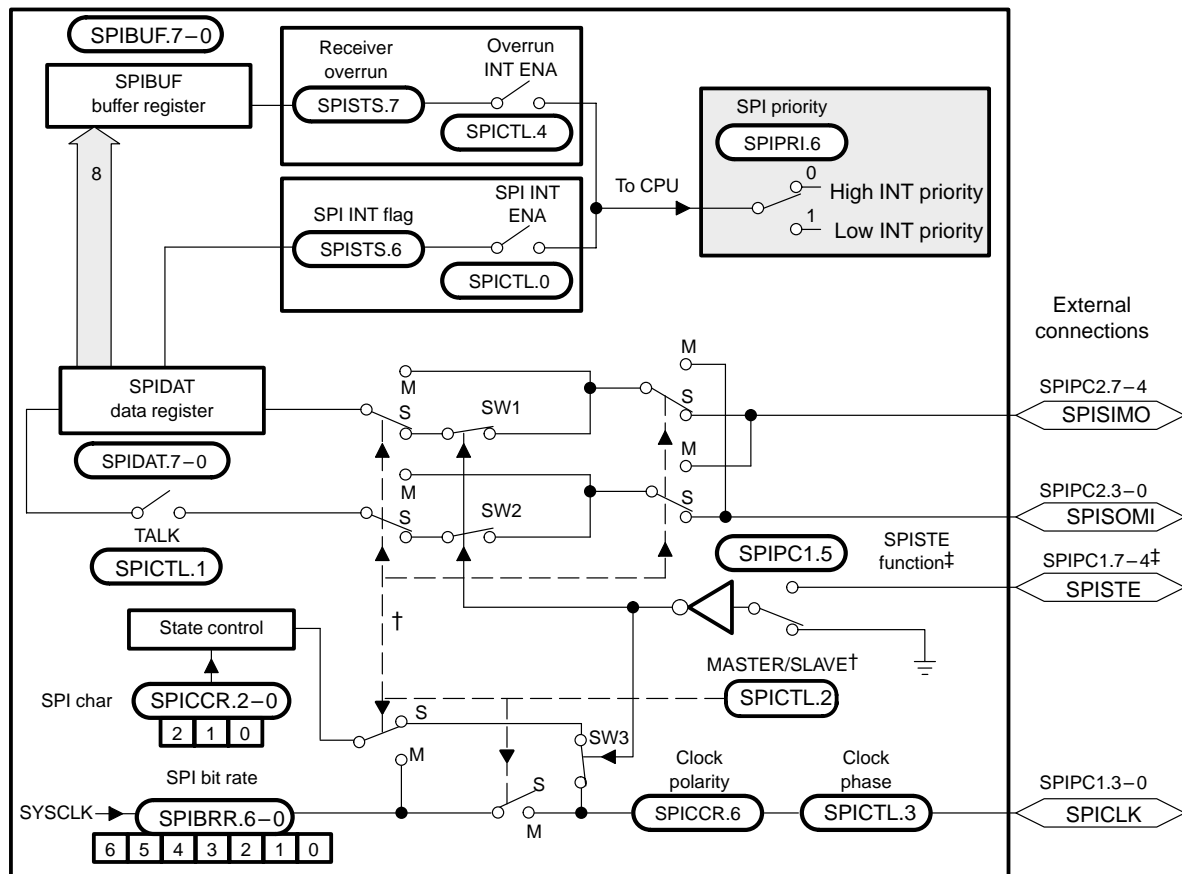 SPIBUF.7–0
SPIBUF
buffer register
8
Receiver
overrun
SPISTS.7
Overrun
INT ENA
SPICTL.4
SPI INT flag
SPISTS.6
SPI INT
ENA
SPICTL.0
To CPU
SPI priority
SPIPRI.6
0
High INT priority
1
Low INT priority
External
connections
SPIDAT
data register
SPIDAT.7–0
TALK
SPICTL.1
M
S
SW1
M
S
SW2
M
S
M
S
SPIPC2.7–4
SPISIMO
SPIPC2.3–0
SPISOMI
SPIPC1.5
SPISTE
function‡
SPIPC1.7–4‡
SPISTE
State control
†
MASTER/SLAVE†
SPICTL.2
SPI char
SPICCR.2–0
2 1 0
S
M
SW3
S
M
SPI bit rate
SYSCLK
SPIBRR.6–0
6 5 4 3 2 1 0
Clock
polarity
SPICCR.6
Clock
phase
SPICTL.3
SPIPC1.3–0
SPICLK